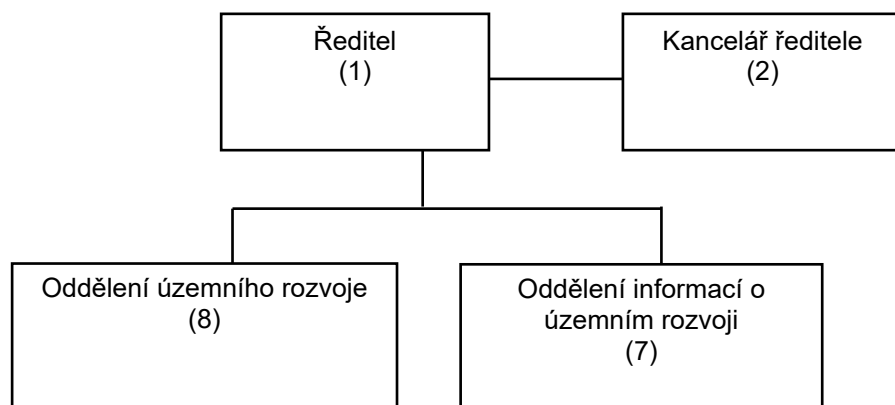 Ředitel
(1)
Kancelář ředitele
(2)
Oddělení územního rozvoje
(8)
Oddělení informací o
územním rozvoji
(7)